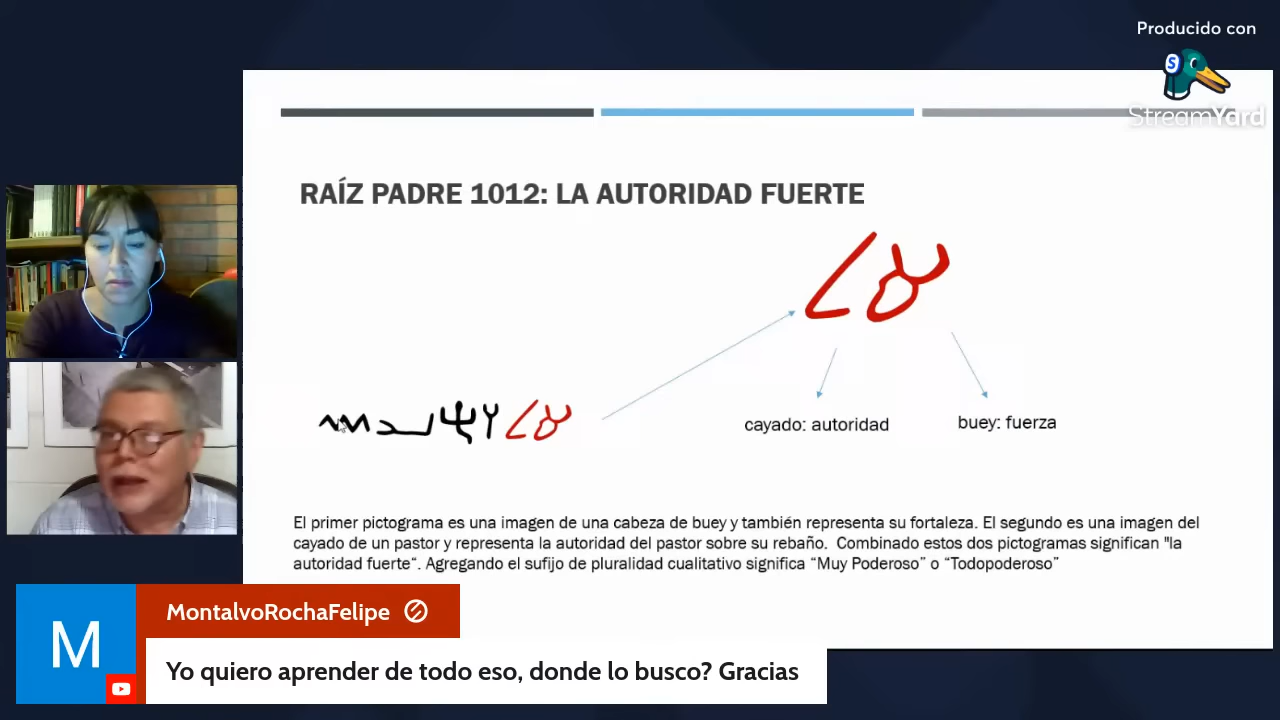 Producido con
StreamYard
RAÍZ PADRE 1012: LA AUTORIDAD FUERTE
cayado: autoridad
buey: fuerza
El primer pictograma es una imagen de una cabeza de buey y también representa su fortaleza. El segundo es una imagen del
cayado de un pastor y representa la autoridad del pastor sobre su rebaño.  Combinado estos dos pictogramas significan "la
autoridad fuerte“. Agregando el sufijo de pluralidad cualitativo significa “Muy Poderoso” o “Todopoderoso”
M
MontalvoRochaFelipe
Yo quiero aprender de todo eso, donde lo busco? Gracias